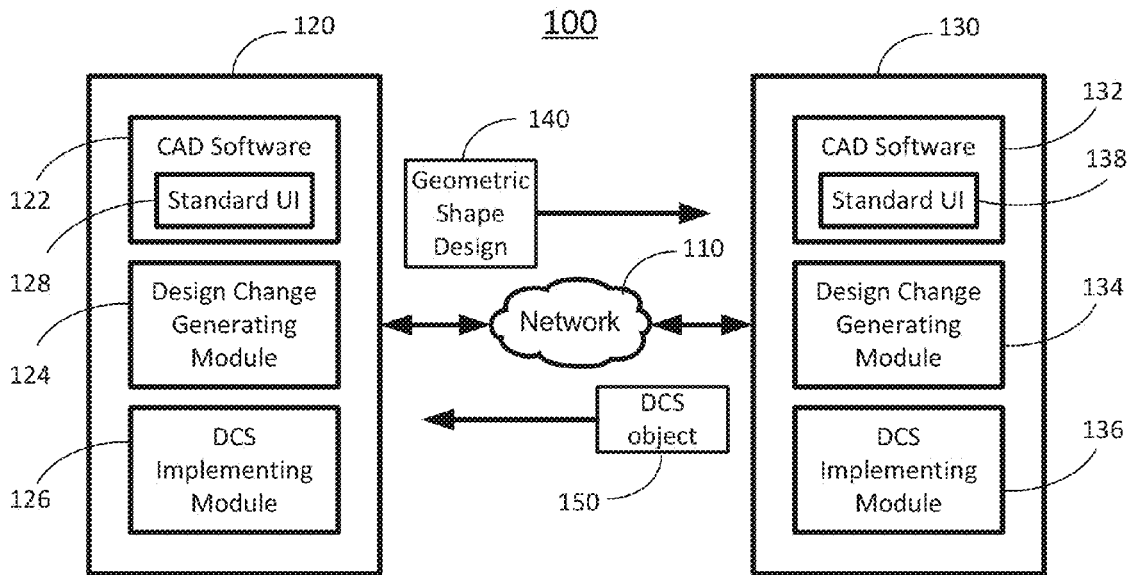 100
120
130
CAD Software
Standard UI
122
128
Design Change
Generating
Module
124
DCS
Implementing
Module
126
140
Geometric
Shape
Design
110
Network
DCS
object
150
CAD Software
132
Standard UI
138
Design Change
Generating
Module
134
DCS
Implementing
Module
136